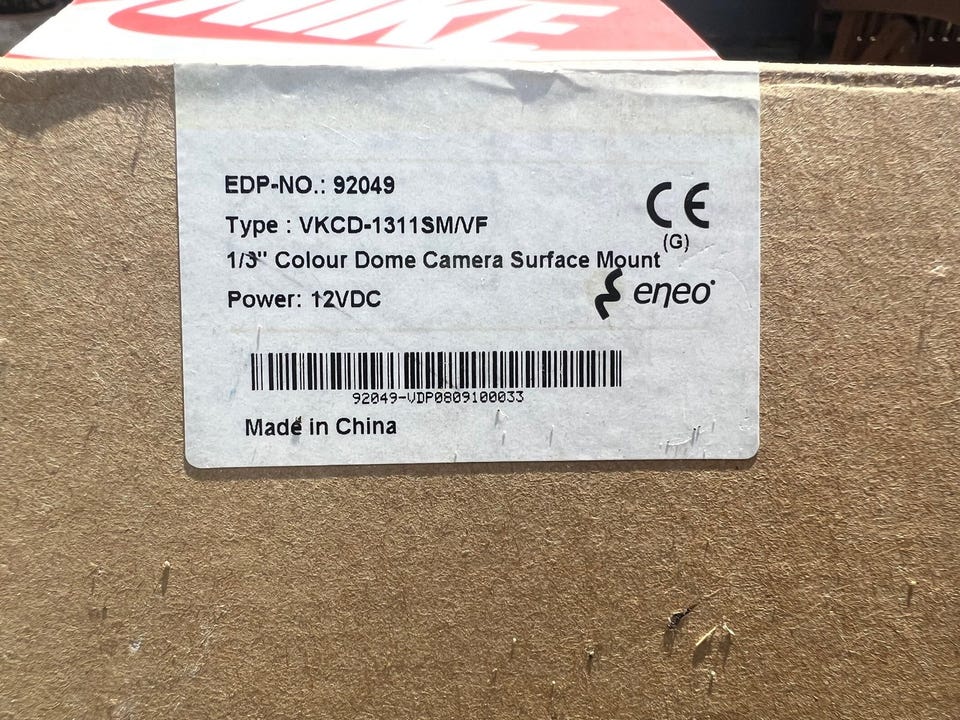 NIKE
EDP-NO.: 92049
Type : VKCD-1311SM/VF
CE
(G)
1/3" Colour Dome Camera Surface Mount
Power: 12VDC
eneo
92049-VDP0809100033
Made in China